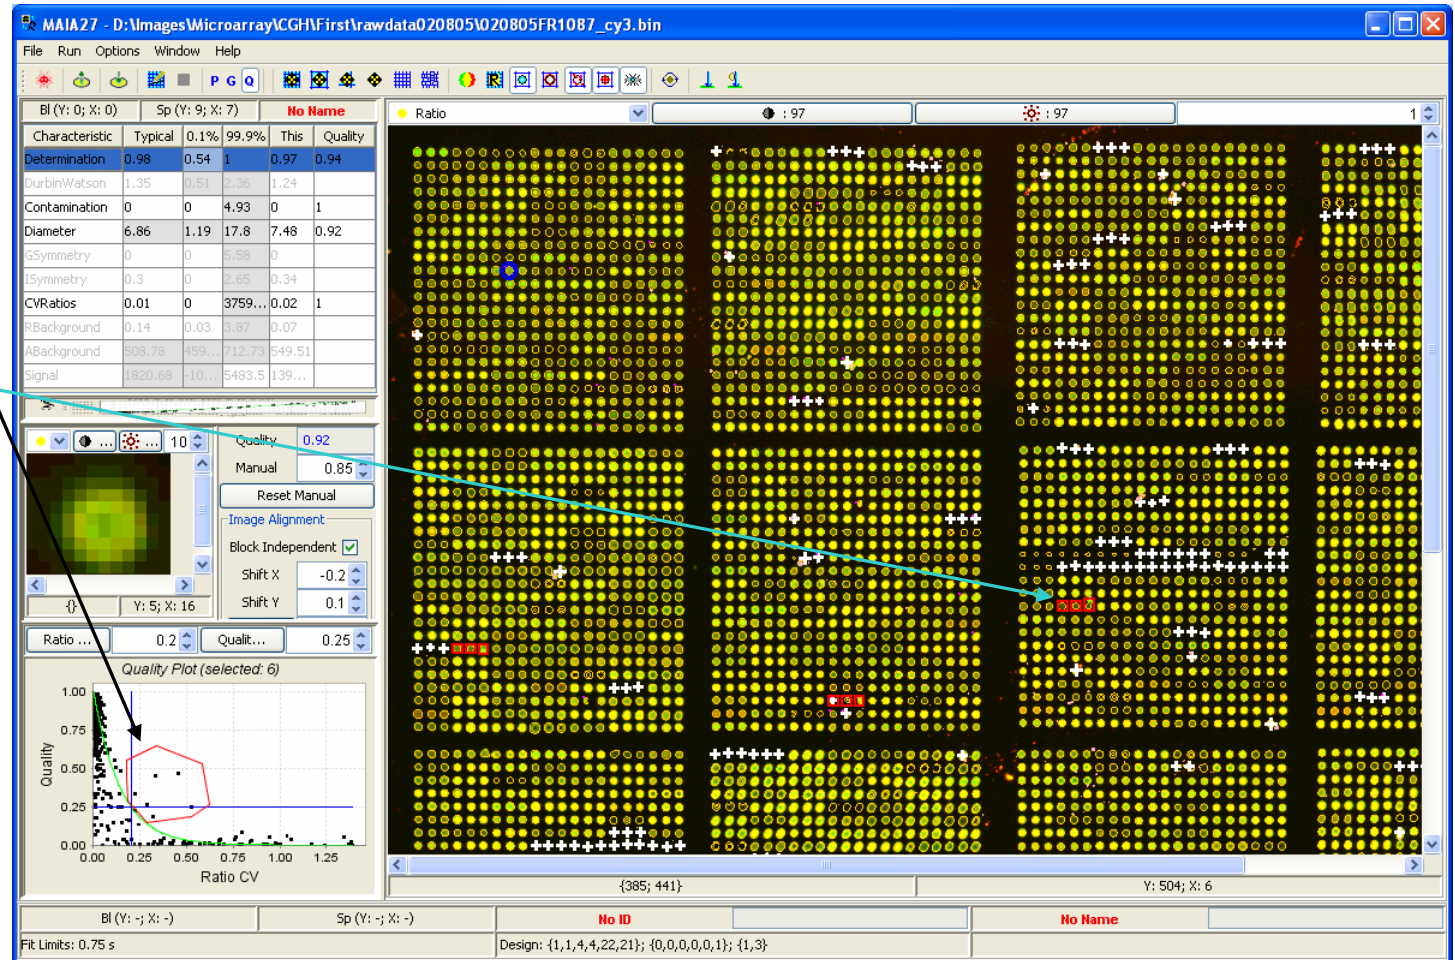 MAIA27 - D:\Images\Microarray\CGH\First\rawdata020805\020805FR1087_cy3.bin
File Run Options Window Help
P G Q
Bl (Y: 0; X: 0) Sp (Y: 9; X: 7) No Name
Ratio : 97 : 97 1
Characteristic Typical 0.1% 99.9% This Quality
Determination 0.98 0.54 1 0.97 0.94
DurbinWatson 1.35 0.51 2.36 1.24
Contamination 0 0 4.93 0 1
Diameter 6.86 1.19 17.8 7.48 0.92
GSymmetry 0 0 5.58 0
ISymmetry 0.3 0 2.65 0.34
CVRatios 0.01 0 3759... 0.02 1
RBackground 0.14 0.03 3.87 0.07
ABackground 508.78 459... 712.73 549.51
Signal 1820.68 -10... 5483.5 139...
... ... 10
Quality 0.92
Manual 0.85
Reset Manual
Image Alignment
Block Independent
Shift X -0.2
Shift Y 0.1
{} Y: 5; X: 16
Ratio ... 0.2 Qualit... 0.25
Quality Plot (selected: 6)
1.00
0.75
0.50
0.25
0.00
Quality
0.00 0.25 0.50 0.75 1.00 1.25
Ratio CV
{385; 441} Y: 504; X: 6
Bl (Y: -; X: -) Sp (Y: -; X: -) No ID No Name
Fit Limits: 0.75 s Design: {1,1,4,4,22,21}; {0,0,0,0,0,1}; {1,3}